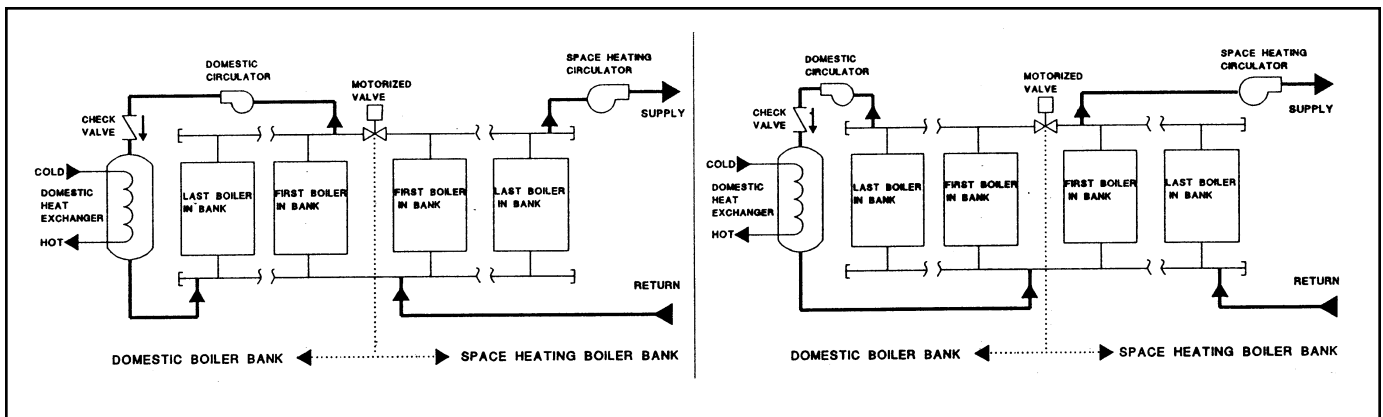 DOMESTIC
CIRCULATOR
MOTORIZED
VALVE
SPACE HEATING
CIRCULATOR
SUPPLY
CHECK
VALVE
COLD
DOMESTIC
HEAT
EXCHANGER
HOT
LAST BOILER
IN BANK
FIRST BOILER
IN BANK
FIRST BOILER
IN BANK
LAST BOILER
IN BANK
RETURN
DOMESTIC BOILER BANK
SPACE HEATING BOILER BANK
DOMESTIC
CIRCULATOR
MOTORIZED
VALVE
SPACE HEATING
CIRCULATOR
SUPPLY
CHECK
VALVE
COLD
DOMESTIC
HEAT
EXCHANGER
HOT
LAST BOILER
IN BANK
FIRST BOILER
IN BANK
FIRST BOILER
IN BANK
LAST BOILER
IN BANK
RETURN
DOMESTIC BOILER BANK
SPACE HEATING BOILER BANK